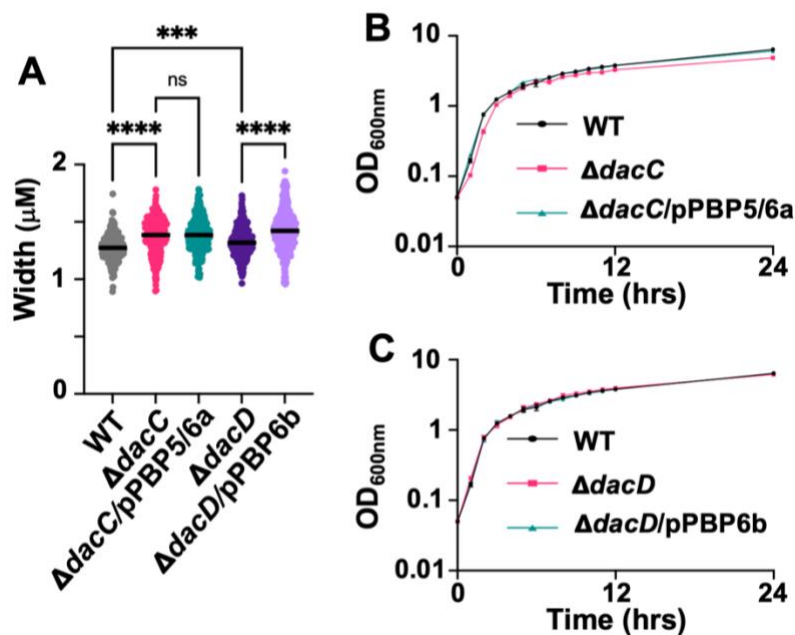 A
***
ns
****
****
Width (μM)
2
1
0
WT
ΔdacC
ΔdacC/pPBP5/6a
ΔdacD
ΔdacD/pPBP6b
B
OD600nm
10
1
0.1
0.01
WT
ΔdacC
ΔdacC/pPBP5/6a
0
12
24
Time (hrs)
C
OD600nm
10
1
0.1
0.01
WT
ΔdacD
ΔdacD/pPBP6b
0
12
24
Time (hrs)